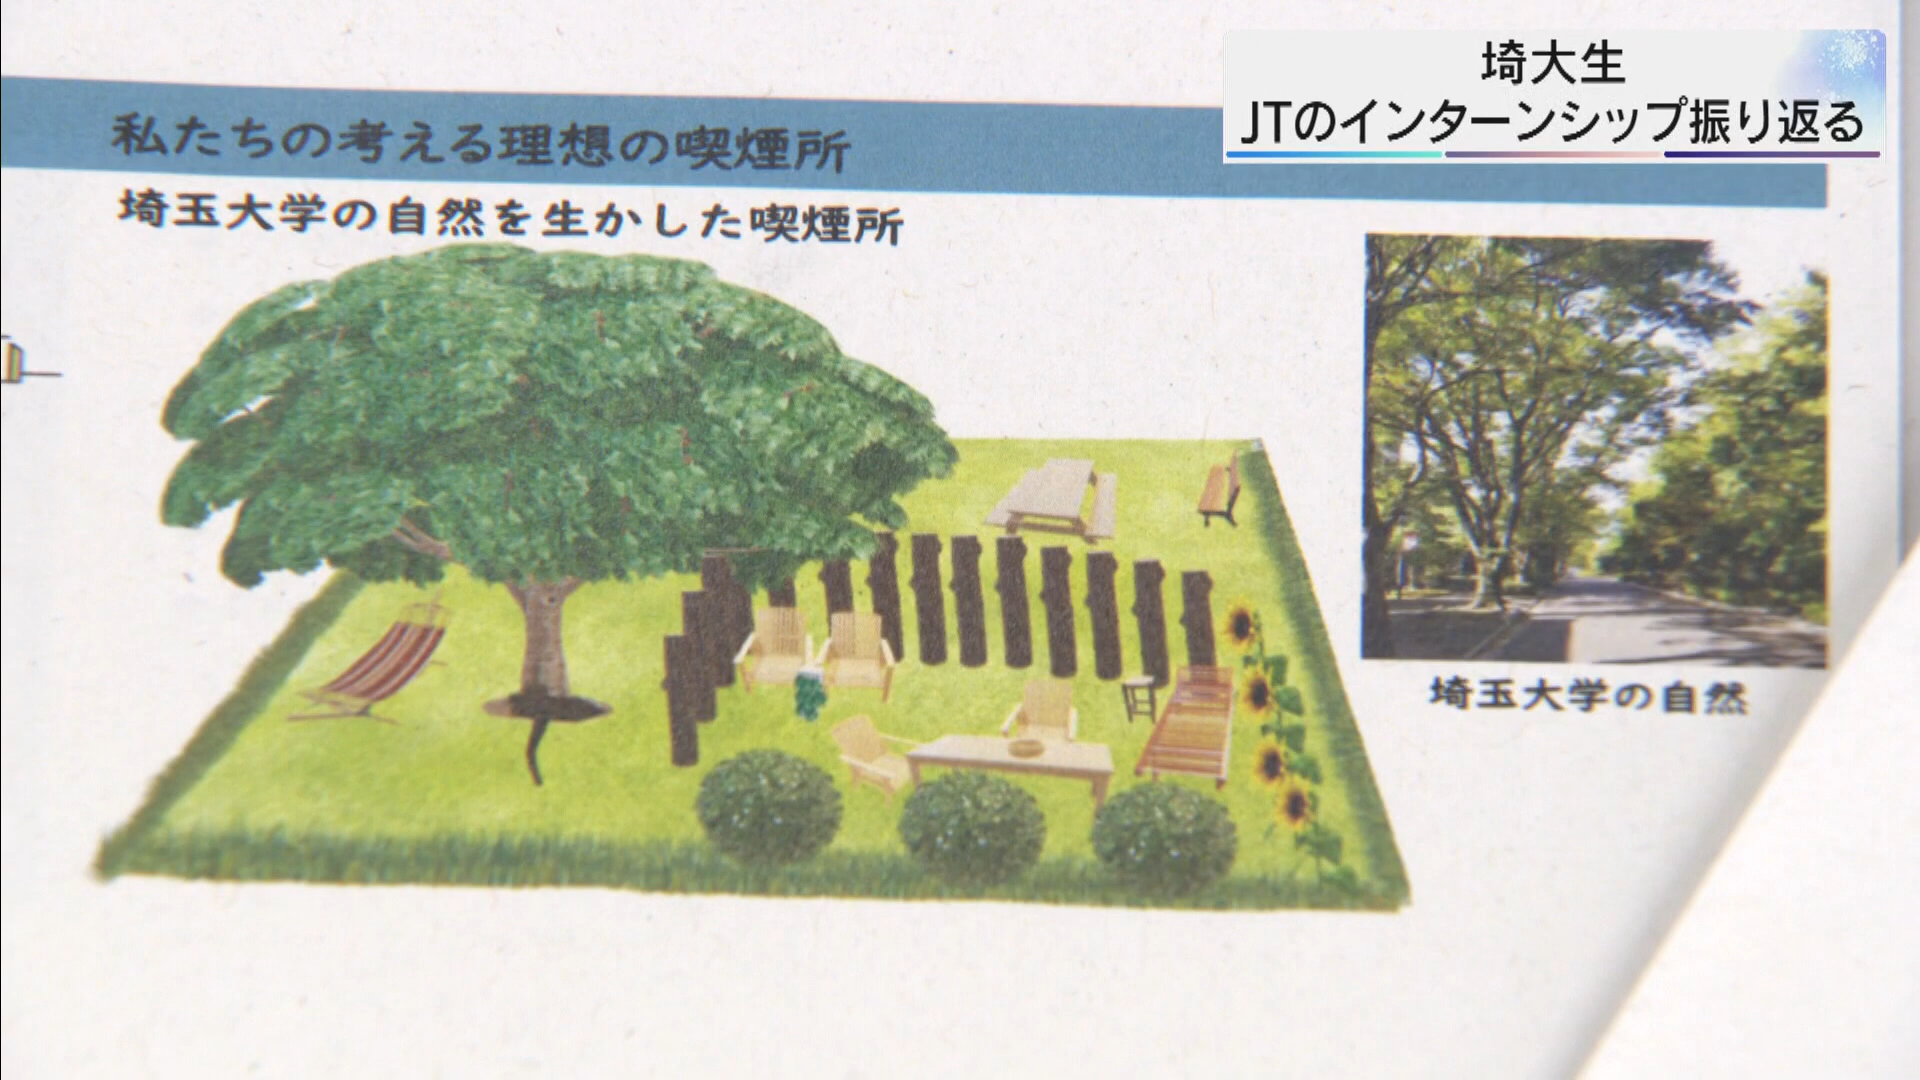 埼大生
JTのインターンシップ振り返る
私たちの考える理想の喫煙所
埼玉大学の自然を生かした喫煙所
埼玉大学の自然